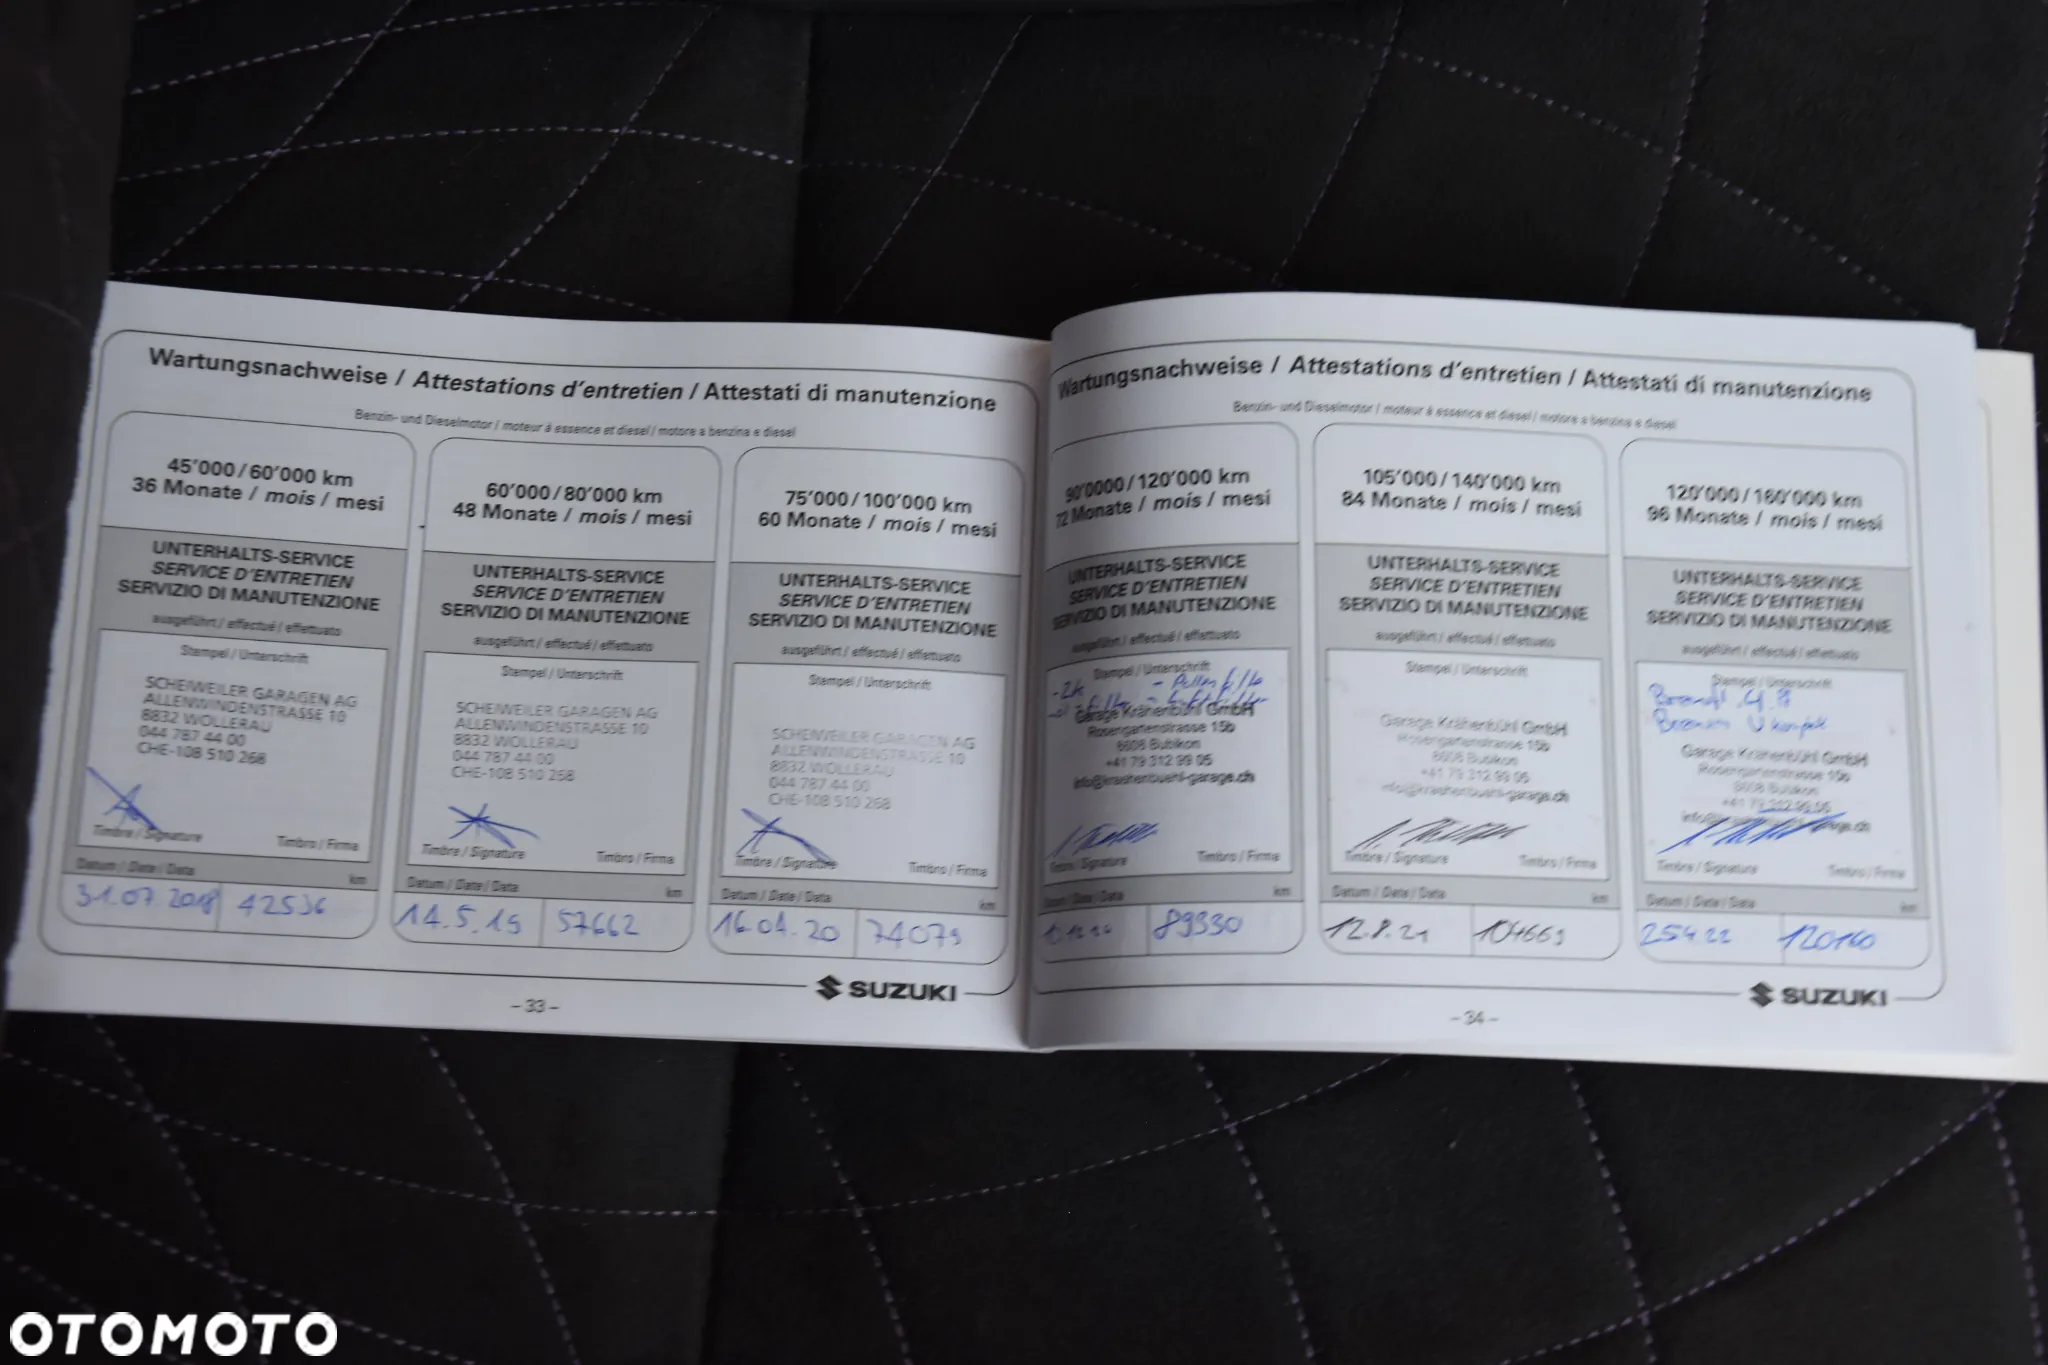 Wartungsnachweise / Attestations d'entretien / Attestati di manutenzione
Benzin- und Dieselmotor / moteur à essence et diesel / motore a benzina e diesel
45'000 / 60'000 km
36 Monate / mois / mesi
UNTERHALTS-SERVICE
SERVICE D'ENTRETIEN
SERVIZIO DI MANUTENZIONE
ausgeführt / effectué / effettuato
Stempel / Unterschrift
SCHEIWEILER GARAGEN AG
ALLENWINDENSTRASSE 10
8832 WOLLERAU
044 787 44 00
CHE-108 510 268
Timbre / Signature Timbro / Firma
Datum / Date / Data km
31.07.2018 42536
60'000 / 80'000 km
48 Monate / mois / mesi
UNTERHALTS-SERVICE
SERVICE D'ENTRETIEN
SERVIZIO DI MANUTENZIONE
ausgeführt / effectué / effettuato
Stempel / Unterschrift
SCHEIWEILER GARAGEN AG
ALLENWINDENSTRASSE 10
8832 WOLLERAU
044 787 44 00
CHE-108 510 268
Timbre / Signature Timbro / Firma
Datum / Date / Data km
14.5.19 57662
75'000 / 100'000 km
60 Monate / mois / mesi
UNTERHALTS-SERVICE
SERVICE D'ENTRETIEN
SERVIZIO DI MANUTENZIONE
ausgeführt / effectué / effettuato
Stempel / Unterschrift
SCHEIWEILER GARAGEN AG
ALLENWINDENSTRASSE 10
8832 WOLLERAU
044 787 44 00
CHE-108 510 268
Timbre / Signature Timbro / Firma
Datum / Date / Data km
16.01.20 74079
SUZUKI
- 33 -
Wartungsnachweise / Attestations d'entretien / Attestati di manutenzione
Benzin- und Dieselmotor / moteur à essence et diesel / motore a benzina e diesel
90'0000 / 120'000 km
72 Monate / mois / mesi
UNTERHALTS-SERVICE
SERVICE D'ENTRETIEN
SERVIZIO DI MANUTENZIONE
ausgeführt / effectué / effettuato
Stempel / Unterschrift
- Pollenfilter
- Luftfilter
Garage Krähenbühl GmbH
Rosengartenstrasse 15b
8608 Bubikon
+41 79 312 99 05
info@kraehenbuehl-garage.ch
Timbre / Signature Timbro / Firma
Datum / Date / Data km
89330
105'000 / 140'000 km
84 Monate / mois / mesi
UNTERHALTS-SERVICE
SERVICE D'ENTRETIEN
SERVIZIO DI MANUTENZIONE
ausgeführt / effectué / effettuato
Stempel / Unterschrift
Garage Krähenbühl GmbH
Rosengartenstrasse 15b
8608 Bubikon
+41 79 312 99 05
info@kraehenbuehl-garage.ch
Timbre / Signature Timbro / Firma
Datum / Date / Data km
12.8.21 104669
120'000 / 160'000 km
96 Monate / mois / mesi
UNTERHALTS-SERVICE
SERVICE D'ENTRETIEN
SERVIZIO DI MANUTENZIONE
ausgeführt / effectué / effettuato
Stempel / Unterschrift
Garage Krähenbühl GmbH
Rosengartenstrasse 15b
8608 Bubikon
+41 79 312 99 05
Timbre / Signature Timbro / Firma
Datum / Date / Data km
25 4 22 120160
SUZUKI
- 34 -
OTOMOTO